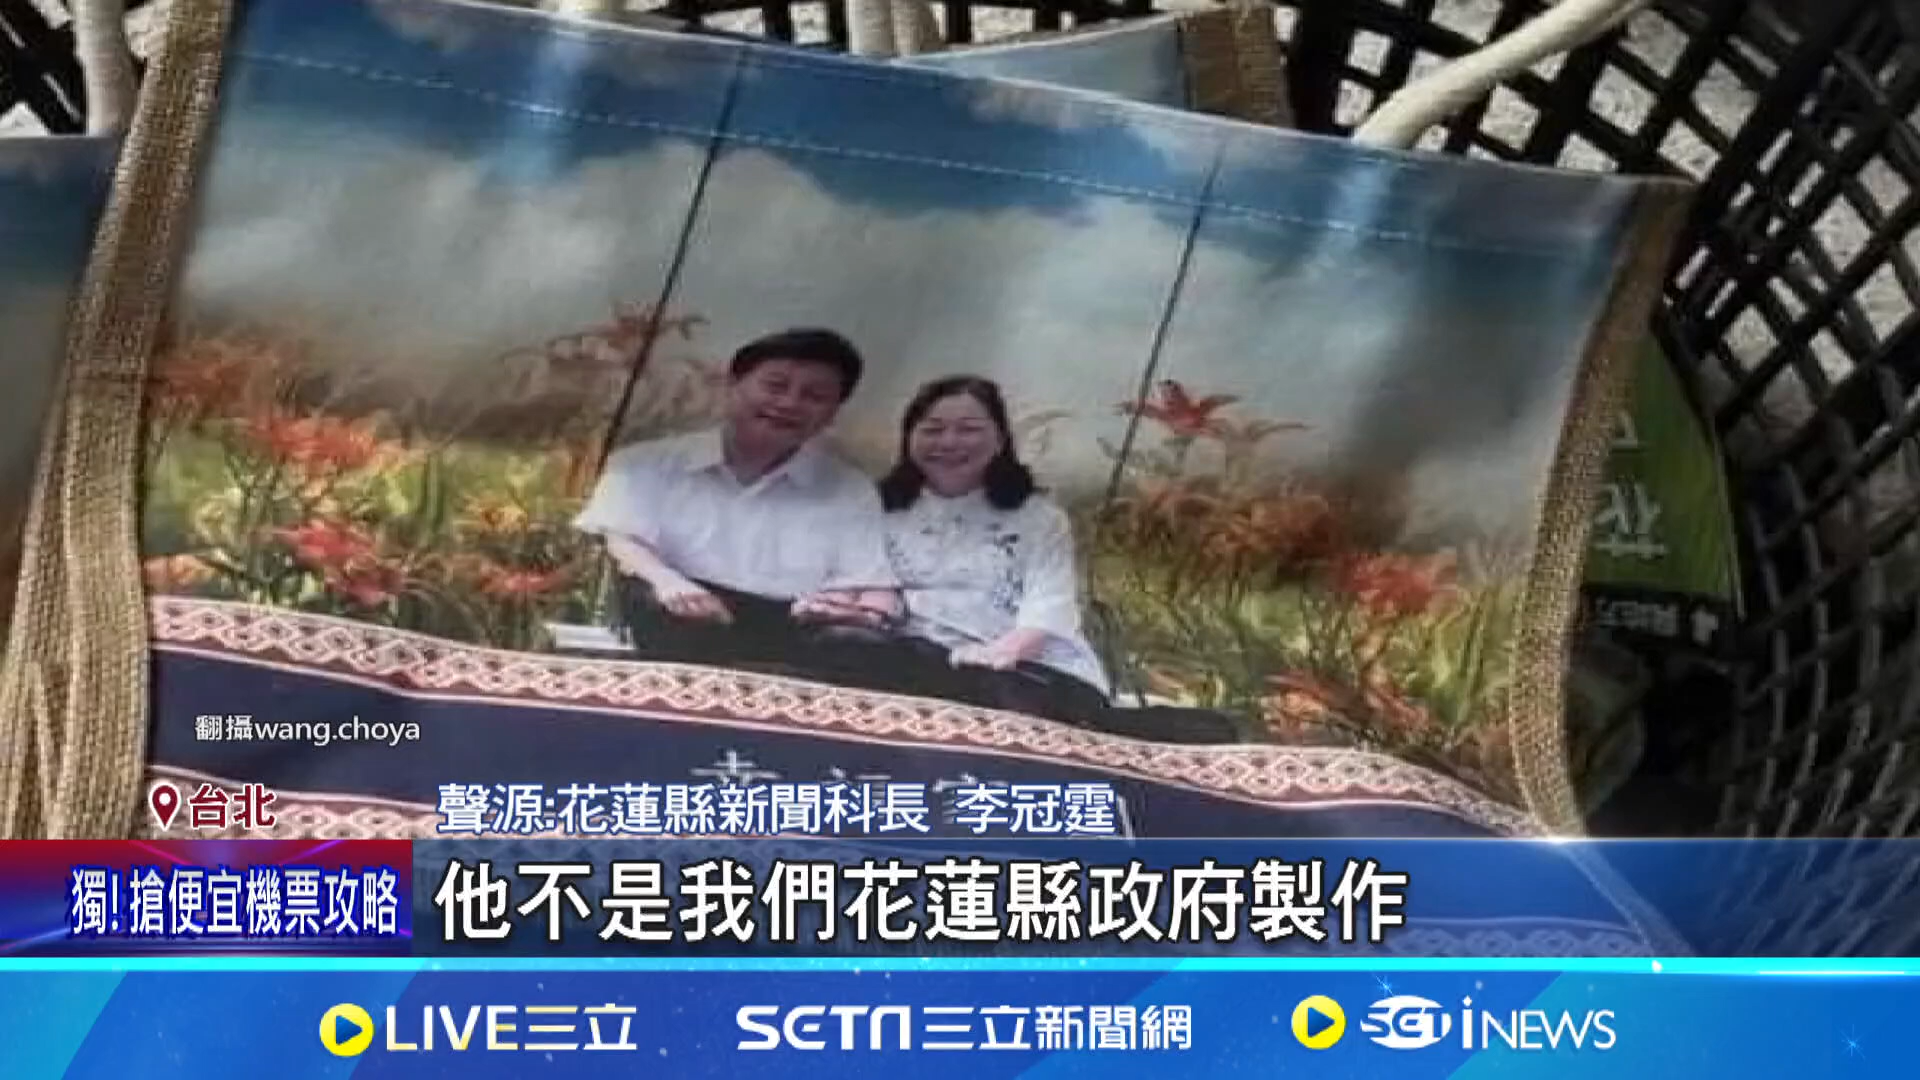 翻攝wang.choya
台北
聲源:花蓮縣新聞科長 李冠霆
獨!搶便宜機票攻略
他不是我們花蓮縣政府製作
LIVE三立
SETN三立新聞網
SET iNEWS